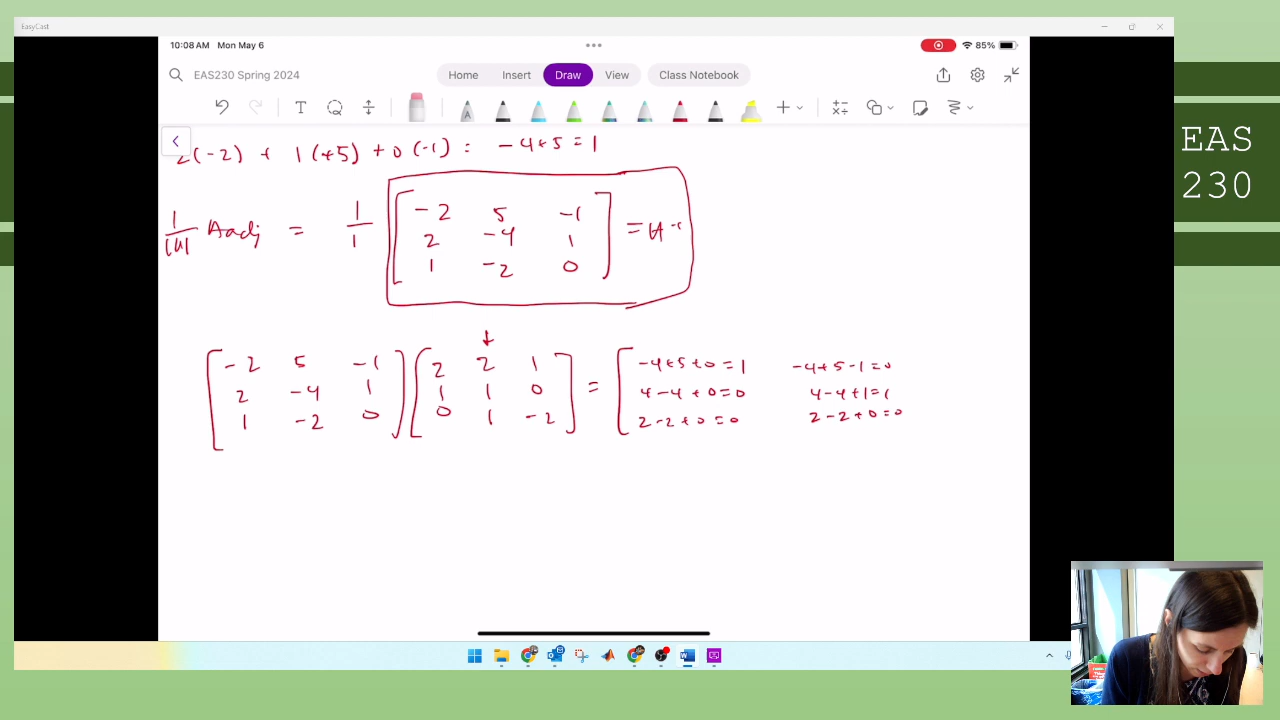 EasyCast
10:08 AM Mon May 6
85%
EAS230 Spring 2024
Home Insert Draw View Class Notebook
2(-2) + 1(+5) + 0(-1) = -4+5 = 1
1/|A| Aadj = 1/1 [ -2 5 -1 ] = A⁻¹
2 -4 1
1 -2 0
[ -2 5 -1 ] [ 2 2 1 ] = [ -4+5+0=1 -4+5-1=0
2 -4 1 1 1 0 4-4+0=0 4-4+1=1
1 -2 0 0 1 -2 2-2+0=0 2-2+0=0
EAS
230